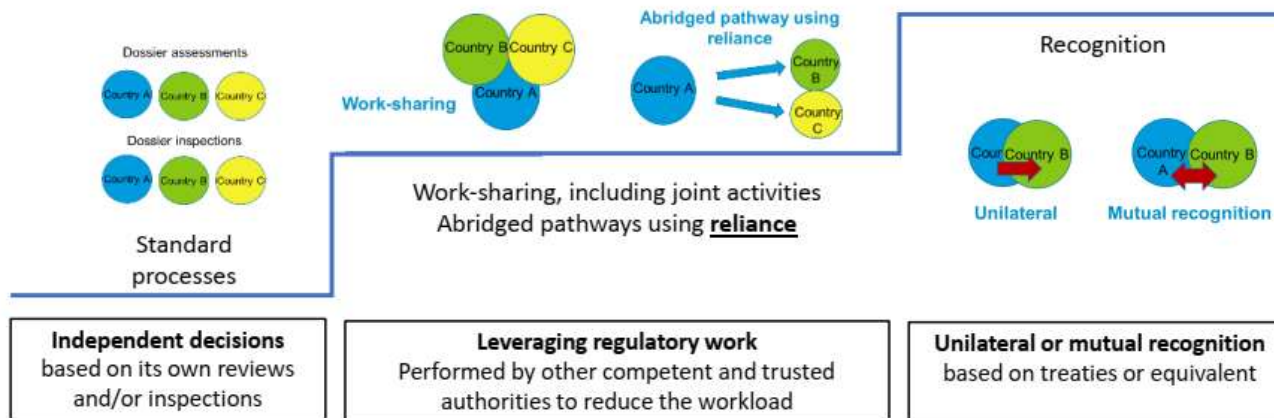 Dossier assessments
Country A
Country B
Country C
Dossier inspections
Country A
Country B
Country C
Standard
processes
Work-sharing
Country B
Country C
Country A
Abridged pathway using
reliance
Country A
Country
B
Country
C
Work-sharing, including joint activities
Abridged pathways using reliance
Recognition
Country B
Unilateral
Country
A
Country B
Mutual recognition
Independent decisions
based on its own reviews
and/or inspections
Leveraging regulatory work
Performed by other competent and trusted
authorities to reduce the workload
Unilateral or mutual recognition
based on treaties or equivalent